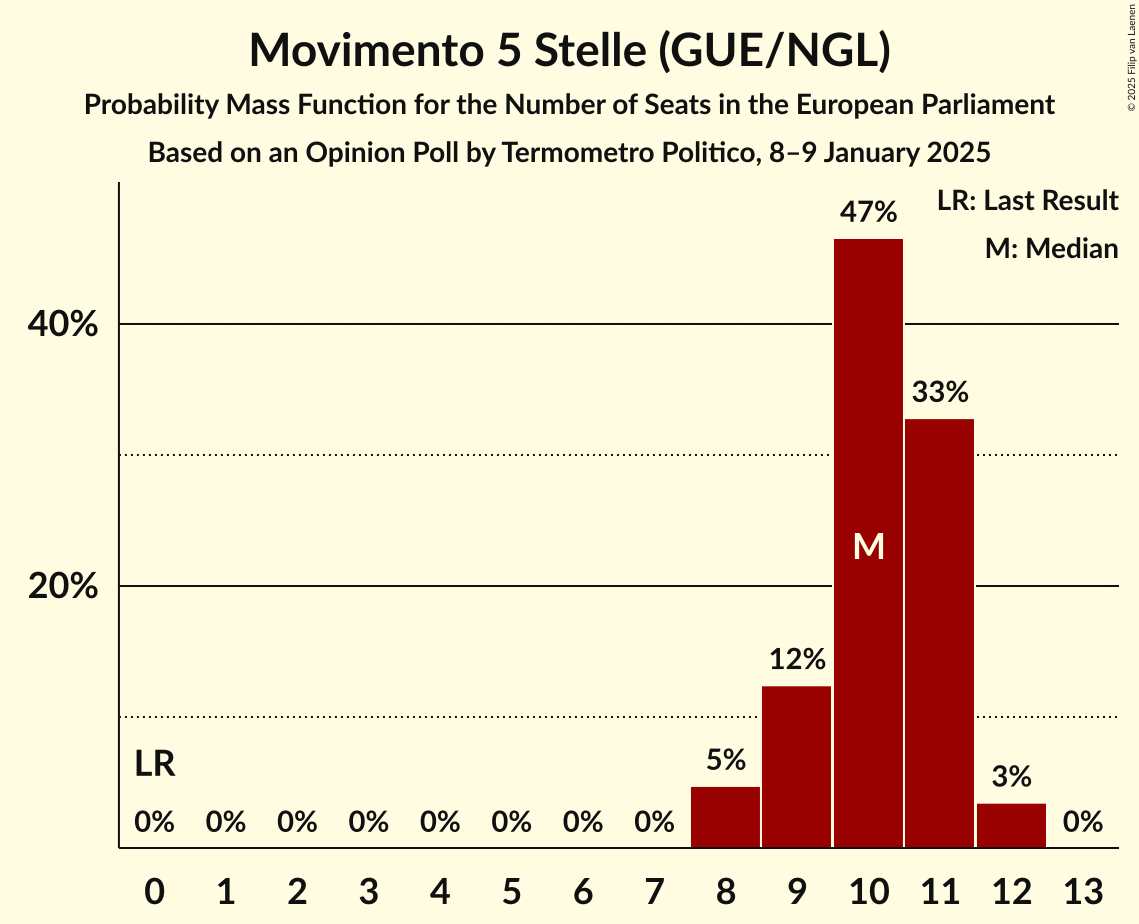 Movimento 5 Stelle (GUE/NGL)
Probability Mass Function for the Number of Seats in the European Parliament
Based on an Opinion Poll by Termometro Politico, 8–9 January 2025
© 2025 Filip van Laenen
LR: Last Result
M: Median
47%
40%
33%
M
20%
12%
LR
5%
3%
0% 0% 0% 0% 0% 0% 0% 0% 0%
0 1 2 3 4 5 6 7 8 9 10 11 12 13